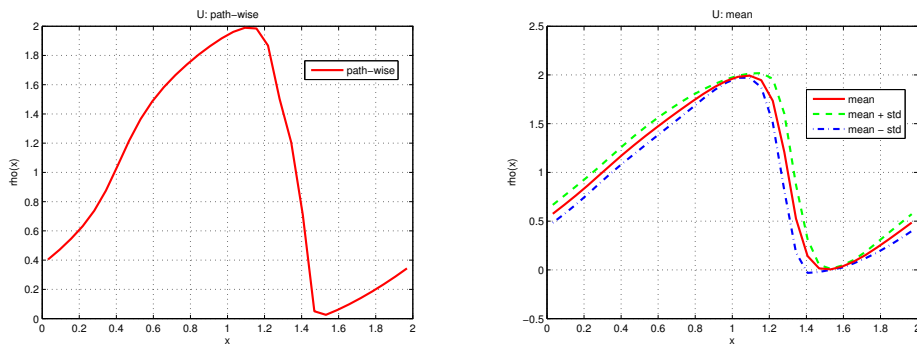 U: path−wise
2
1.8
1.6
1.4
1.2
1
0.8
0.6
0.4
0.2
0
rho(x)
path−wise
0 0.2 0.4 0.6 0.8 1 1.2 1.4 1.6 1.8 2
x
U: mean
2.5
2
1.5
1
0.5
0
−0.5
rho(x)
mean
mean + std
mean − std
0 0.2 0.4 0.6 0.8 1 1.2 1.4 1.6 1.8 2
x